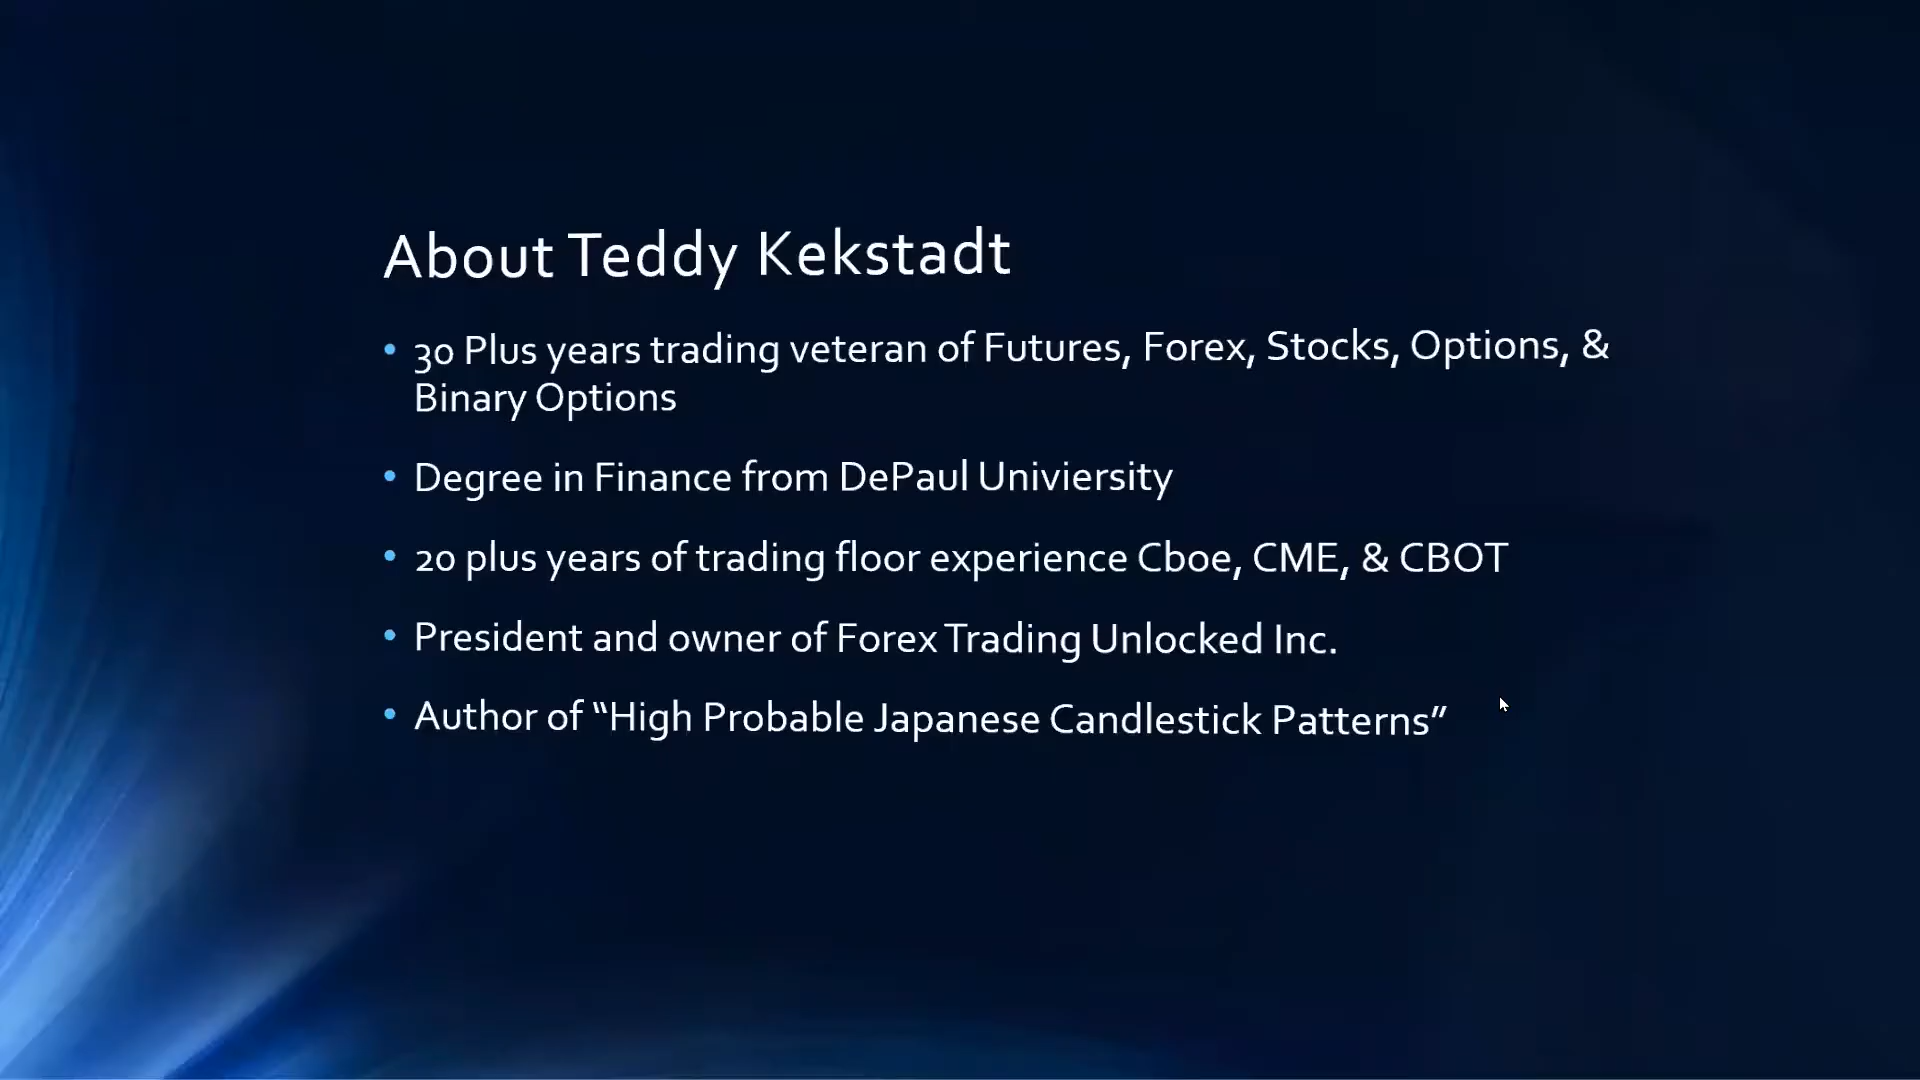 About Teddy Kekstadt
• 30 Plus years trading veteran of Futures, Forex, Stocks, Options, &
Binary Options
• Degree in Finance from DePaul Univiersity
• 20 plus years of trading floor experience Cboe, CME, & CBOT
• President and owner of Forex Trading Unlocked Inc.
• Author of “High Probable Japanese Candlestick Patterns”